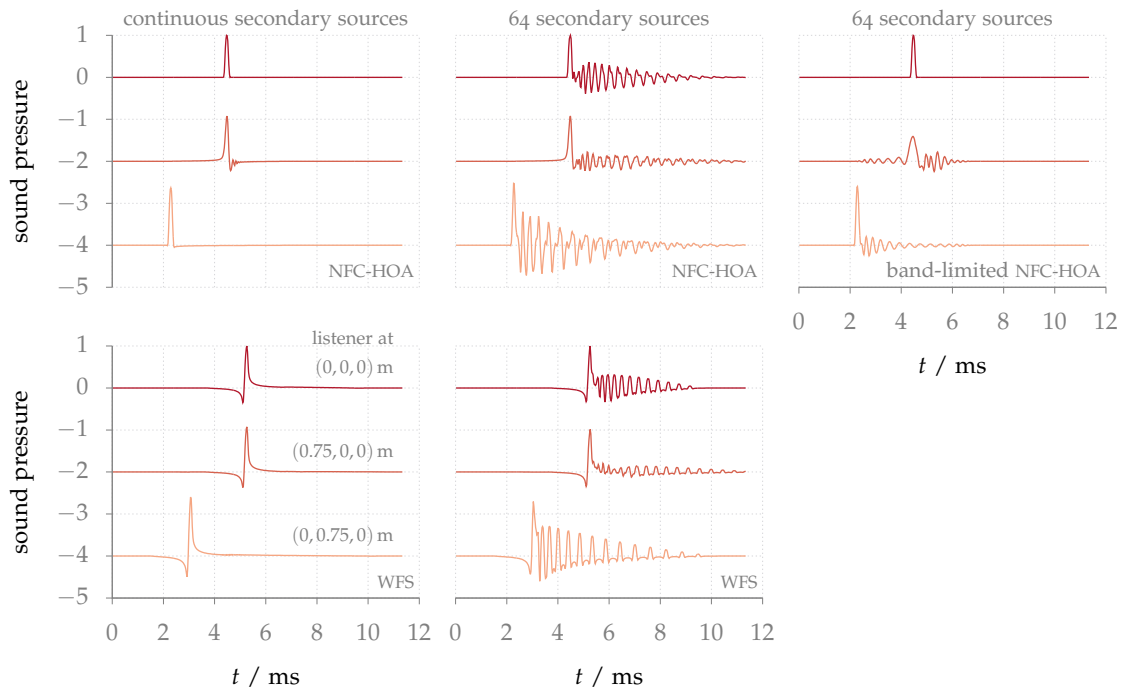 continuous secondary sources
64 secondary sources
64 secondary sources
sound pressure
1
0
−1
−2
−3
−4
−5
NFC-HOA
NFC-HOA
band-limited NFC-HOA
0 2 4 6 8 10 12
t / ms
sound pressure
1
0
−1
−2
−3
−4
−5
listener at
(0, 0, 0) m
(0.75, 0, 0) m
(0, 0.75, 0) m
WFS
WFS
0 2 4 6 8 10 12
0 2 4 6 8 10 12
t / ms
t / ms